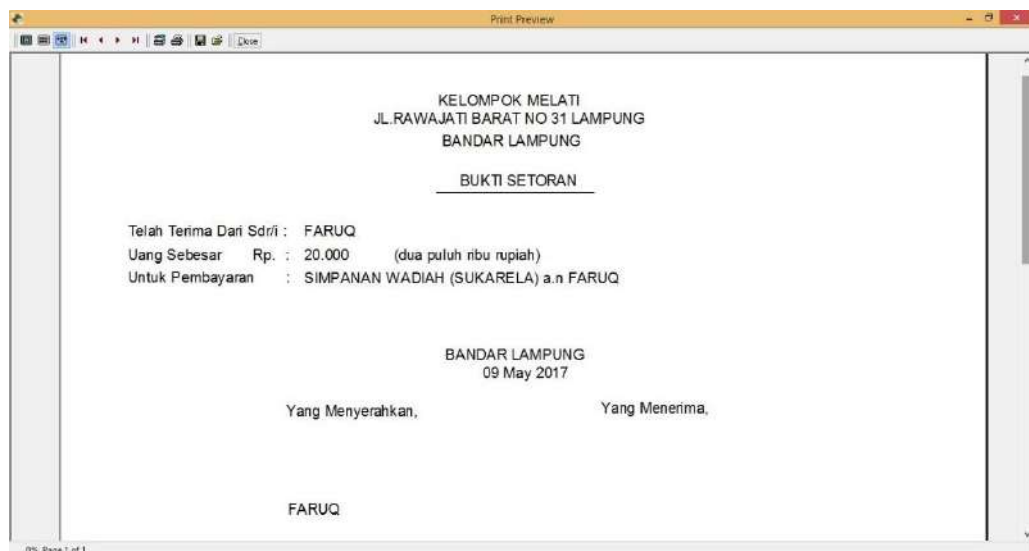 Print Preview
Close
KELOMPOK MELATI
JL.RAWAJATI BARAT NO 31 LAMPUNG
BANDAR LAMPUNG
BUKTI SETORAN
Telah Terima Dari Sdr/i : FARUQ
Uang Sebesar Rp. : 20.000 (dua puluh ribu rupiah)
Untuk Pembayaran : SIMPANAN WADIAH (SUKARELA) a.n FARUQ
BANDAR LAMPUNG
09 May 2017
Yang Menyerahkan, Yang Menerima,
FARUQ
0% Page 1 of 1